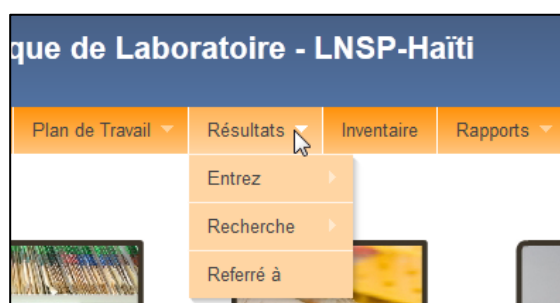 que de Laboratoire - LNSP-Haïti
Plan de Travail Résultats Inventaire Rapports
Entrez
Recherche
Referré à